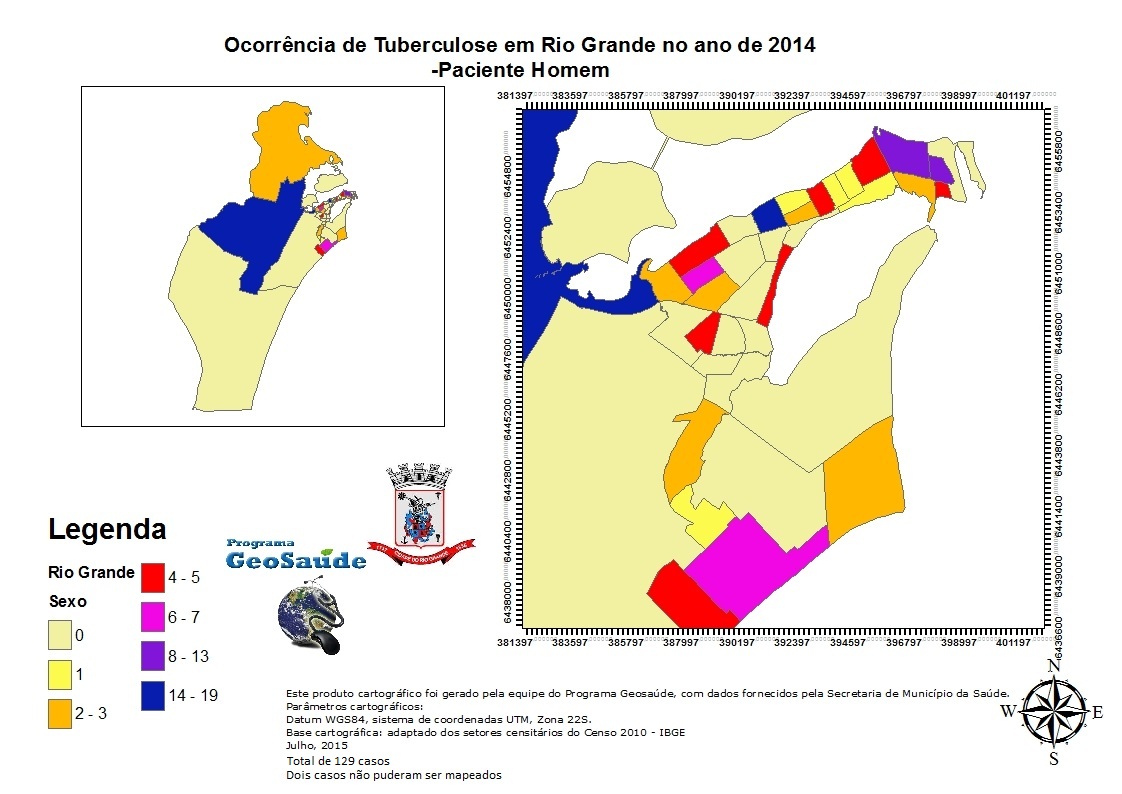 Ocorrência de Tuberculose em Rio Grande no ano de 2014
-Paciente Homem
381397 383597 385797 387997 390197 392397 394597 396797 398997 401197
6454800
6452400
6450000
6447600
6445200
6442800
6440400
6438000
6455800
6453400
6451000
6448600
6446200
6443800
6441400
6439000
6436600
381397 383597 385797 387997 390197 392397 394597 396797 398997 401197
Legenda
Rio Grande
Sexo
0
1
2 - 3
4 - 5
6 - 7
8 - 13
14 - 19
Programa
GeoSaúde
CIDADE DO RIO GRANDE
Este produto cartográfico foi gerado pela equipe do Programa Geosaúde, com dados fornecidos pela Secretaria de Município da Saúde.
Parâmetros cartográficos:
Datum WGS84, sistema de coordenadas UTM, Zona 22S.
Base cartográfica: adaptado dos setores censitários do Censo 2010 - IBGE
Julho, 2015
Total de 129 casos
Dois casos não puderam ser mapeados
N
W E
S